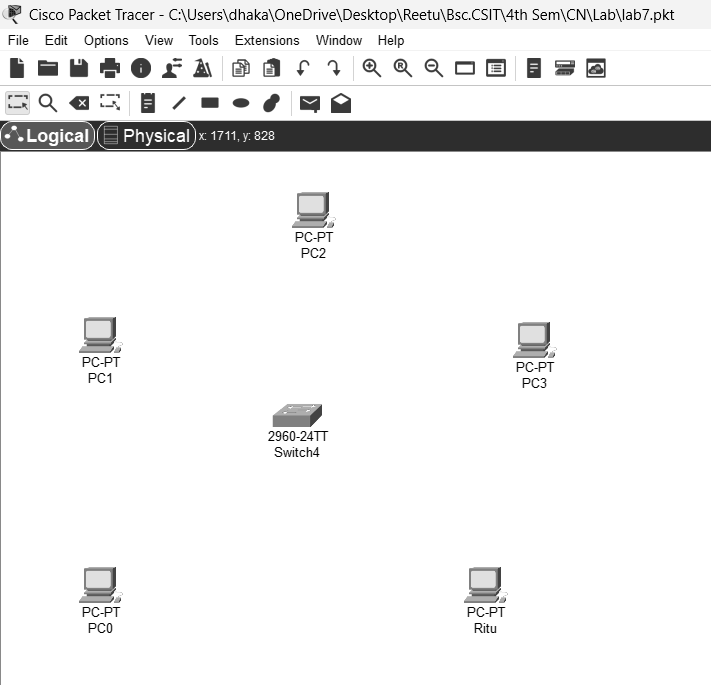 Cisco Packet Tracer - C:\Users\dhaka\OneDrive\Desktop\Reetu\Bsc.CSIT\4th Sem\CN\Lab\lab7.pkt
File Edit Options View Tools Extensions Window Help
Logical Physical x: 1711, y: 828
PC-PT
PC2
PC-PT
PC1
PC-PT
PC3
2960-24TT
Switch4
PC-PT
PC0
PC-PT
Ritu